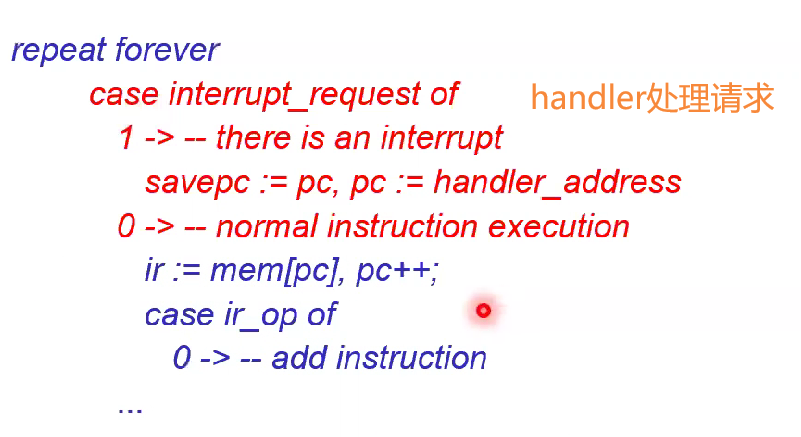 repeat forever
case interrupt_request of
handler处理请求
1 -> -- there is an interrupt
savepc := pc, pc := handler_address
0 -> -- normal instruction execution
ir := mem[pc], pc++;
case ir_op of
0 -> -- add instruction
...